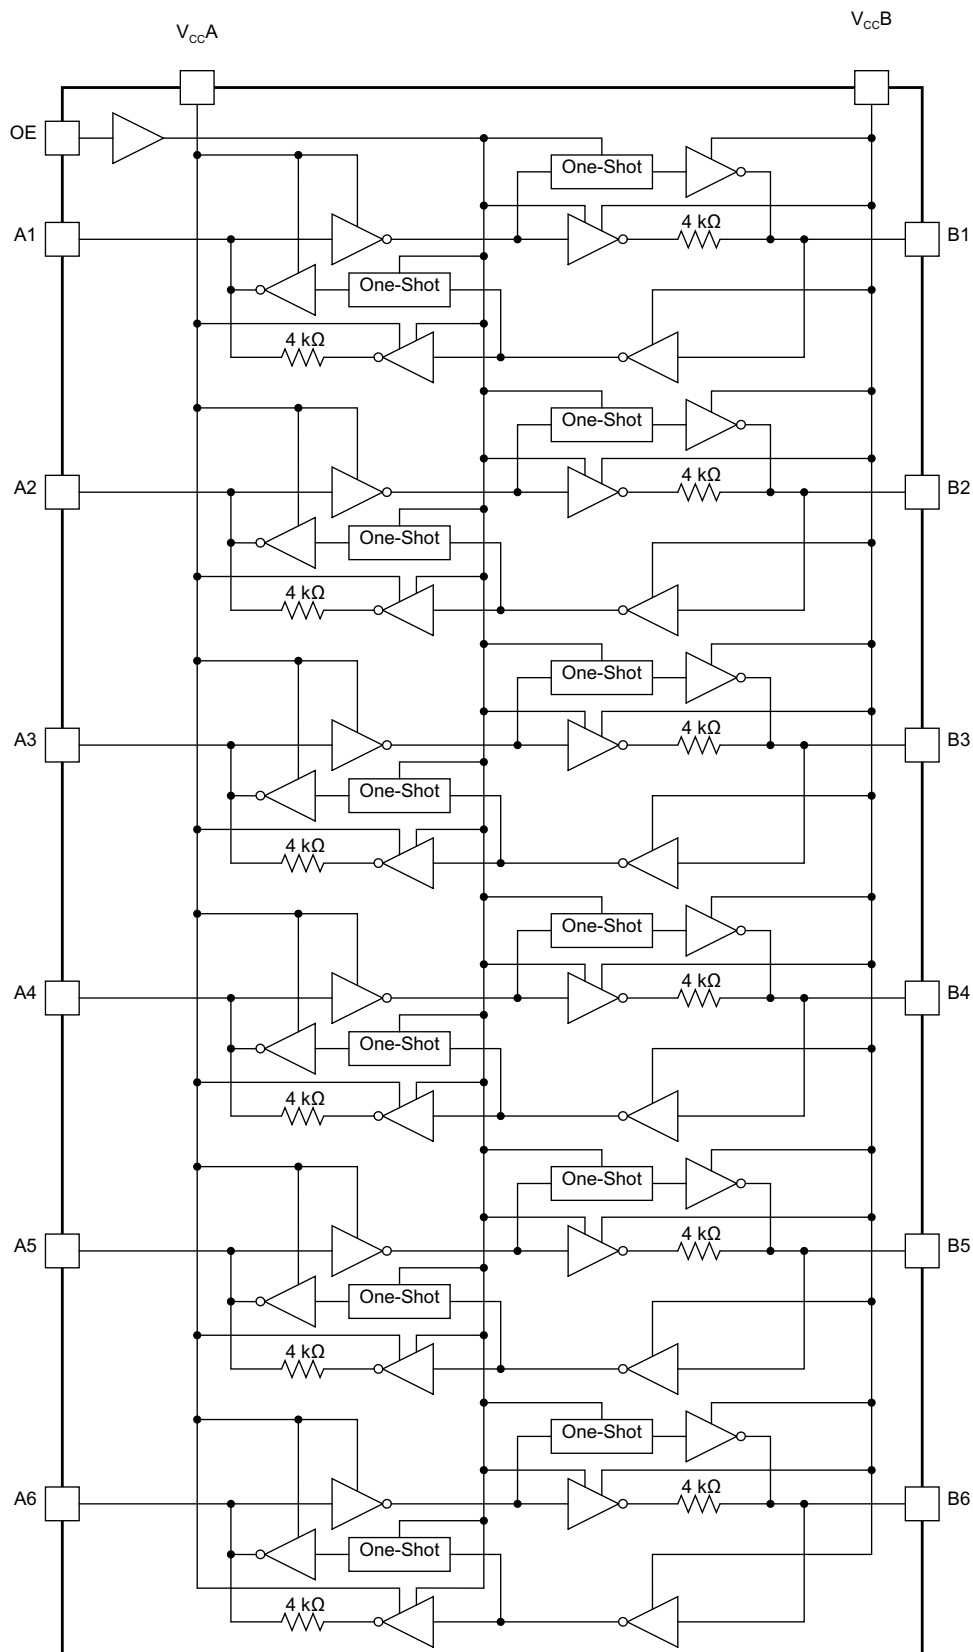 VCCA
VCCB
OE
One-Shot
A1
4 kΩ
B1
One-Shot
4 kΩ
One-Shot
A2
4 kΩ
B2
One-Shot
4 kΩ
One-Shot
A3
4 kΩ
B3
One-Shot
4 kΩ
One-Shot
A4
4 kΩ
B4
One-Shot
4 kΩ
One-Shot
A5
4 kΩ
B5
One-Shot
4 kΩ
One-Shot
A6
4 kΩ
B6
One-Shot
4 kΩ